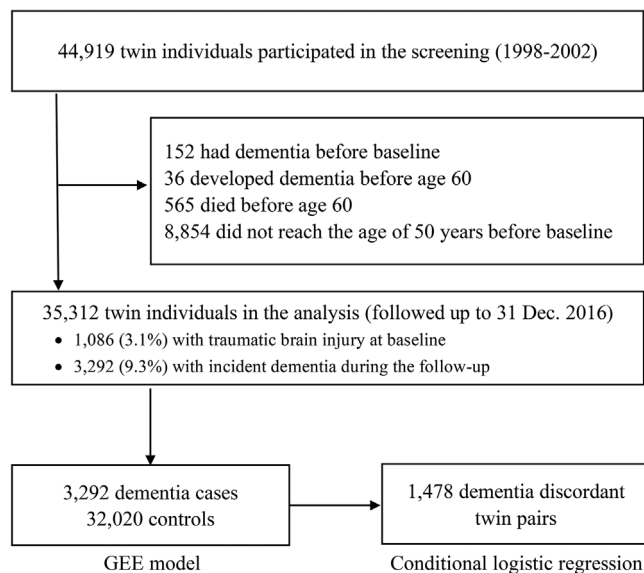 44,919 twin individuals participated in the screening (1998-2002)
152 had dementia before baseline
36 developed dementia before age 60
565 died before age 60
8,854 did not reach the age of 50 years before baseline
35,312 twin individuals in the analysis (followed up to 31 Dec. 2016)
• 1,086 (3.1%) with traumatic brain injury at baseline
• 3,292 (9.3%) with incident dementia during the follow-up
3,292 dementia cases
32,020 controls
1,478 dementia discordant
twin pairs
GEE model
Conditional logistic regression